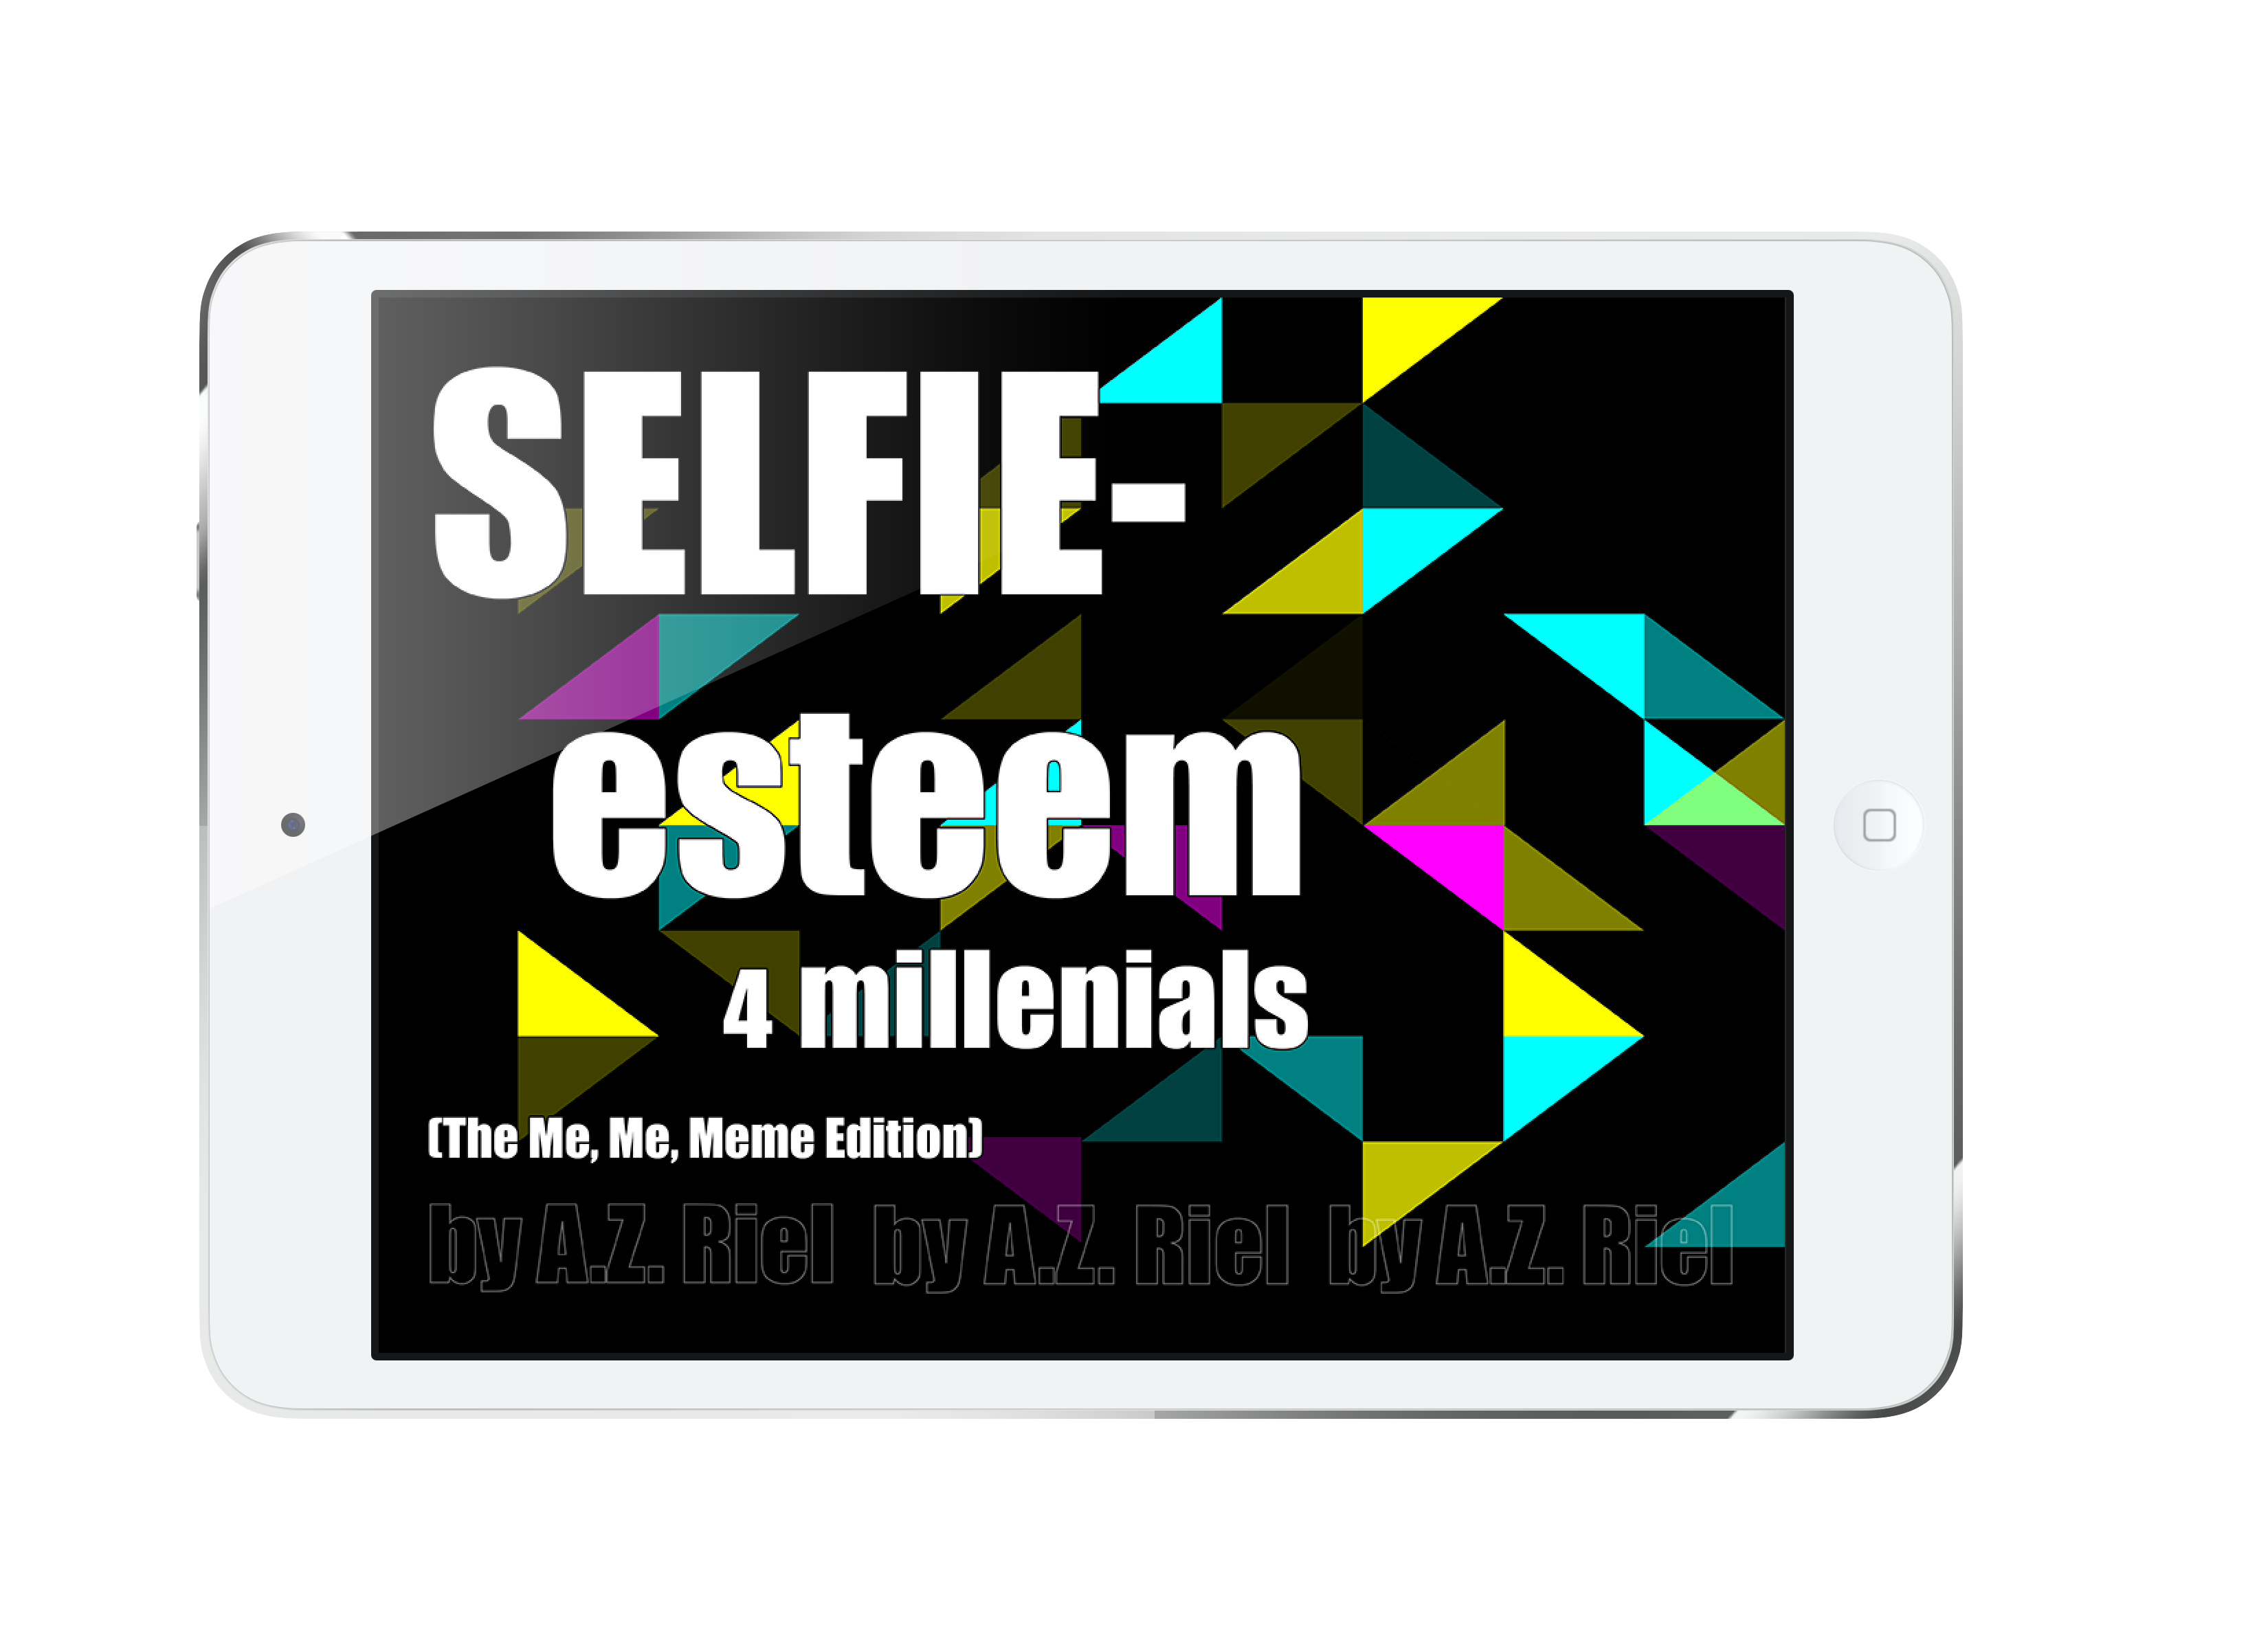 SELFIE-
esteem
4 millenials
(The Me, Me, Meme Edition)
by A.Z. Riel by A.Z. Riel by A.Z. Riel